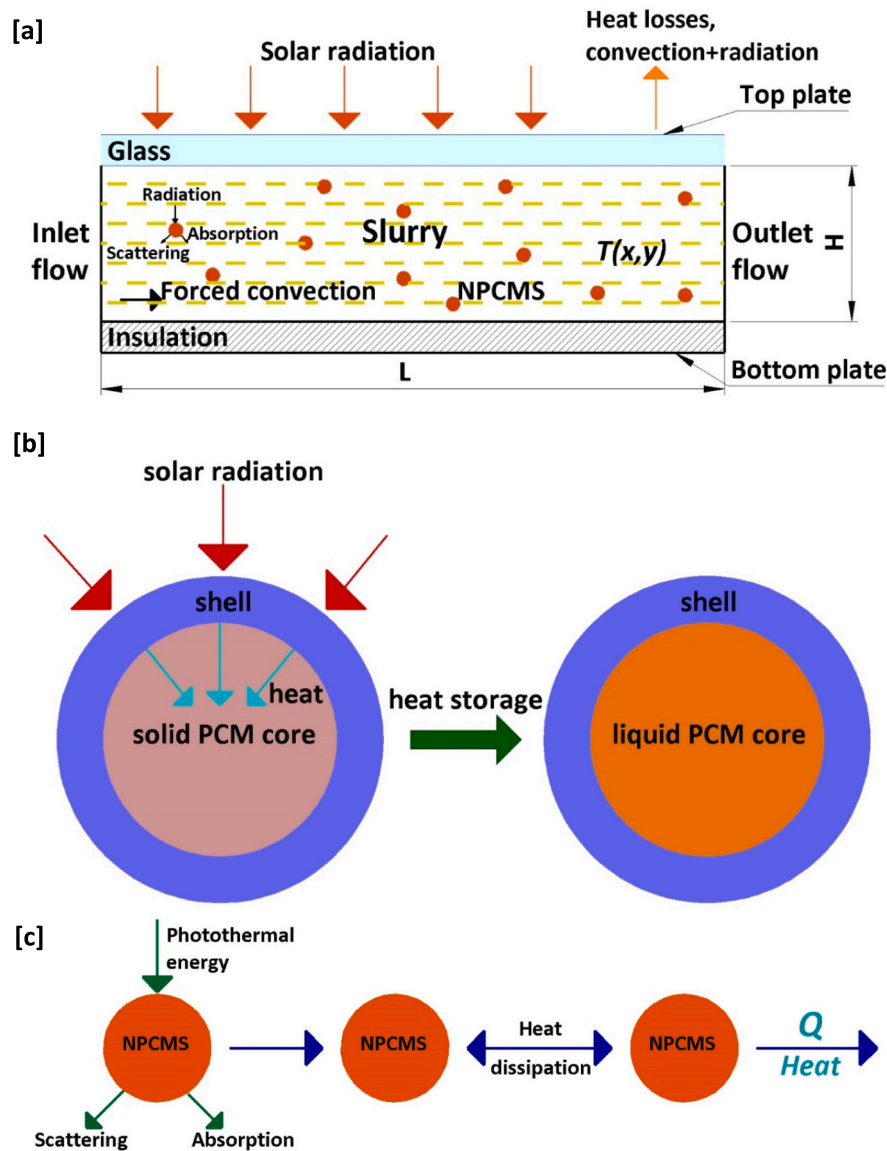 [a]
Solar radiation
Heat losses,
convection+radiation
Top plate
Glass
Radiation
Absorption
Scattering
Slurry
Inlet
flow
T(x,y)
Outlet
flow
H
Forced convection
NPCMS
Insulation
Bottom plate
L
[b]
solar radiation
shell
heat
solid PCM core
heat storage
shell
liquid PCM core
[c]
Photothermal
energy
NPCMS
Scattering
Absorption
NPCMS
Heat
dissipation
NPCMS
Q
Heat